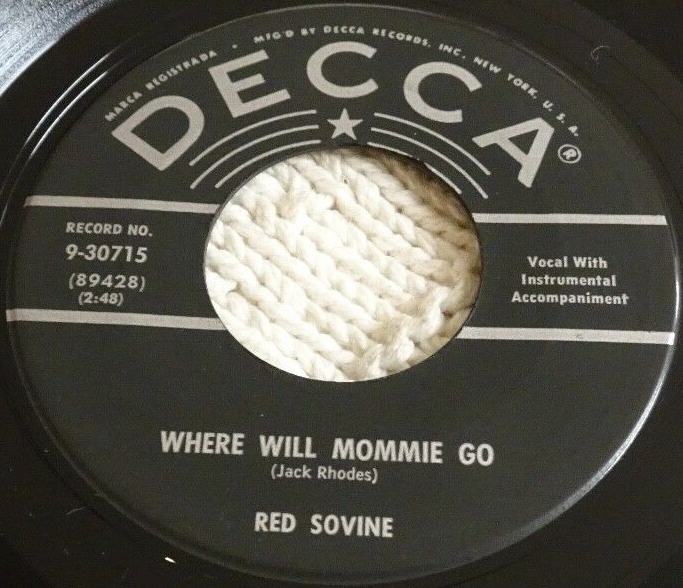 MARCA REGISTRADA • MFG'D BY DECCA RECORDS, INC., NEW YORK, U. S. A.
DECCA®
RECORD NO.
9-30715
(89428)
(2:48)
Vocal With
Instrumental
Accompaniment
WHERE WILL MOMMIE GO
(Jack Rhodes)
RED SOVINE